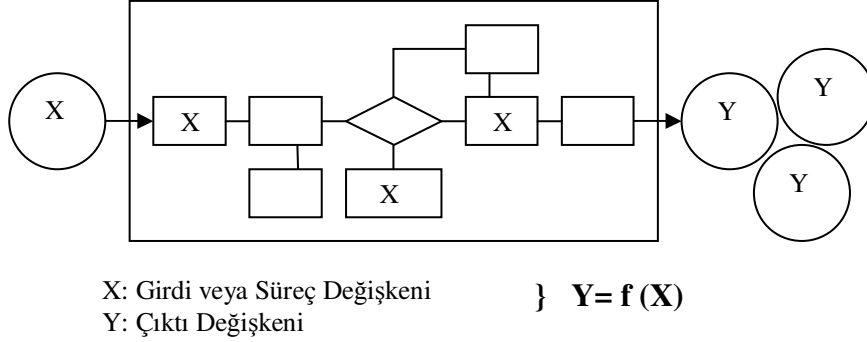 X
X
X
X
Y
Y
Y
X: Girdi veya Süreç Değişkeni
} Y= f (X)
Y: Çıktı Değişkeni